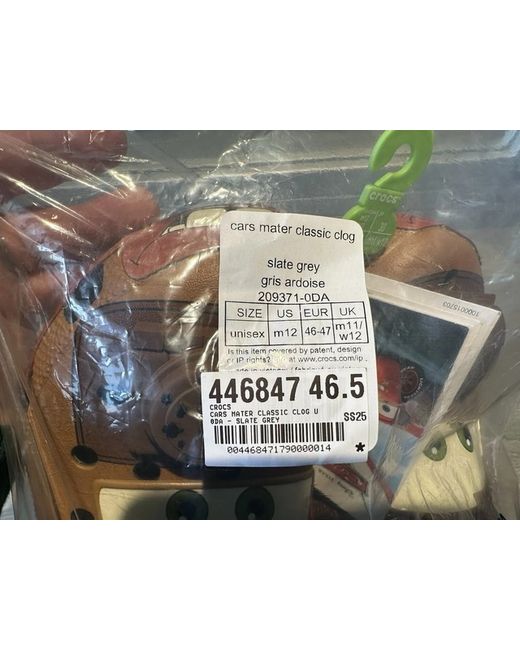 crocs
cars mater classic clog
slate grey
gris ardoise
209371-0DA
SIZE US EUR UK
unisex m12 46-47 m11/w12
Is this item covered by patent, design
or IP rights? at www.crocs.com/ip
1000015703
446847 46.5
CROCS
CARS MATER CLASSIC CLOG U
0DA - SLATE GREY SS25
004468471790000014 *